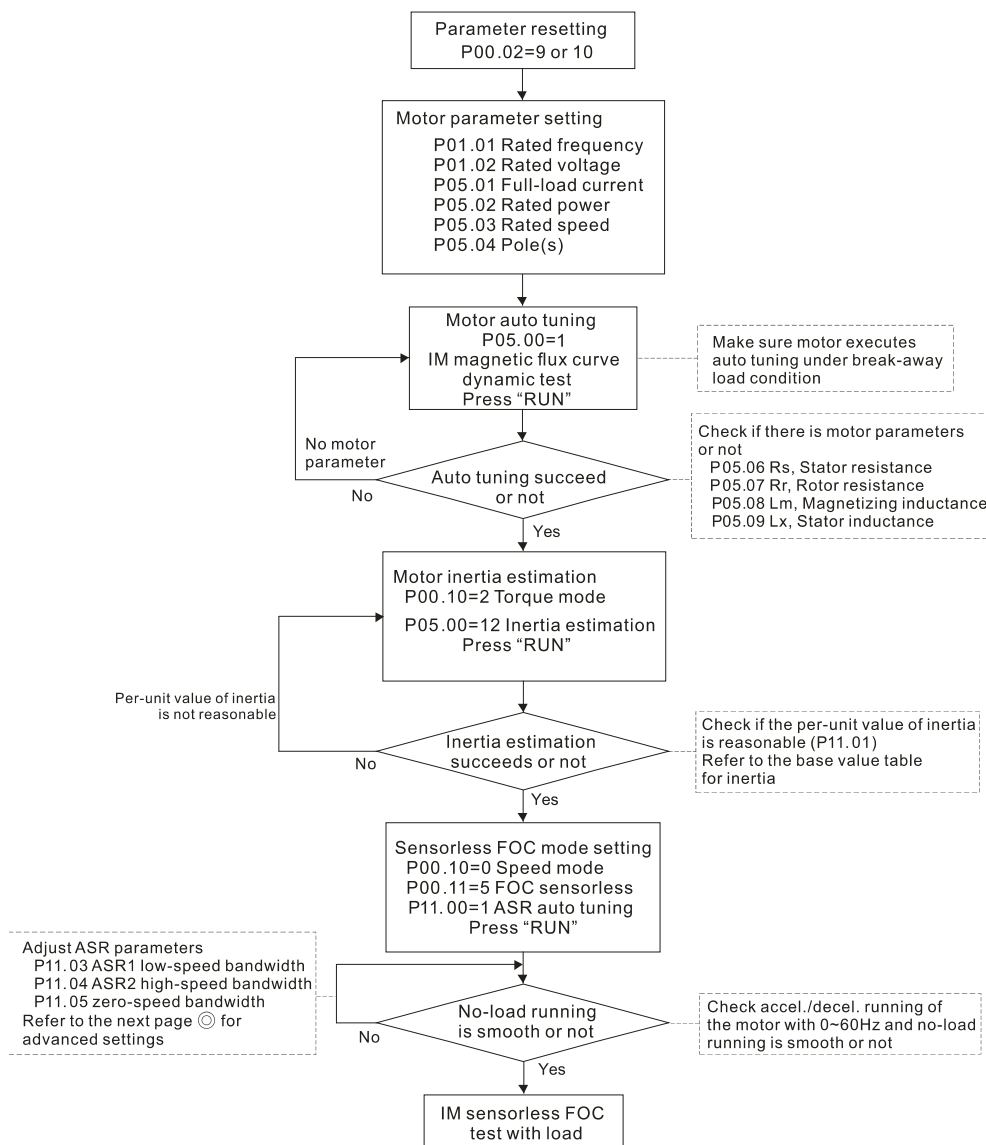 Parameter resetting
P00.02=9 or 10
Motor parameter setting
P01.01 Rated frequency
P01.02 Rated voltage
P05.01 Full-load current
P05.02 Rated power
P05.03 Rated speed
P05.04 Pole(s)
Motor auto tuning
P05.00=1
IM magnetic flux curve
dynamic test
Press “RUN”
Make sure motor executes
auto tuning under break-away
load condition
No motor
parameter
No
Auto tuning succeed
or not
Yes
Check if there is motor parameters
or not
P05.06 Rs, Stator resistance
P05.07 Rr, Rotor resistance
P05.08 Lm, Magnetizing inductance
P05.09 Lx, Stator inductance
Motor inertia estimation
P00.10=2 Torque mode
P05.00=12 Inertia estimation
Press “RUN”
Per-unit value of inertia
is not reasonable
No
Inertia estimation
succeeds or not
Yes
Check if the per-unit value of inertia
is reasonable (P11.01)
Refer to the base value table
for inertia
Sensorless FOC mode setting
P00.10=0 Speed mode
P00.11=5 FOC sensorless
P11.00=1 ASR auto tuning
Press “RUN”
Adjust ASR parameters
P11.03 ASR1 low-speed bandwidth
P11.04 ASR2 high-speed bandwidth
P11.05 zero-speed bandwidth
Refer to the next page ◎ for
advanced settings
No
No-load running
is smooth or not
Yes
Check accel./decel. running of
the motor with 0~60Hz and no-load
running is smooth or not
IM sensorless FOC
test with load